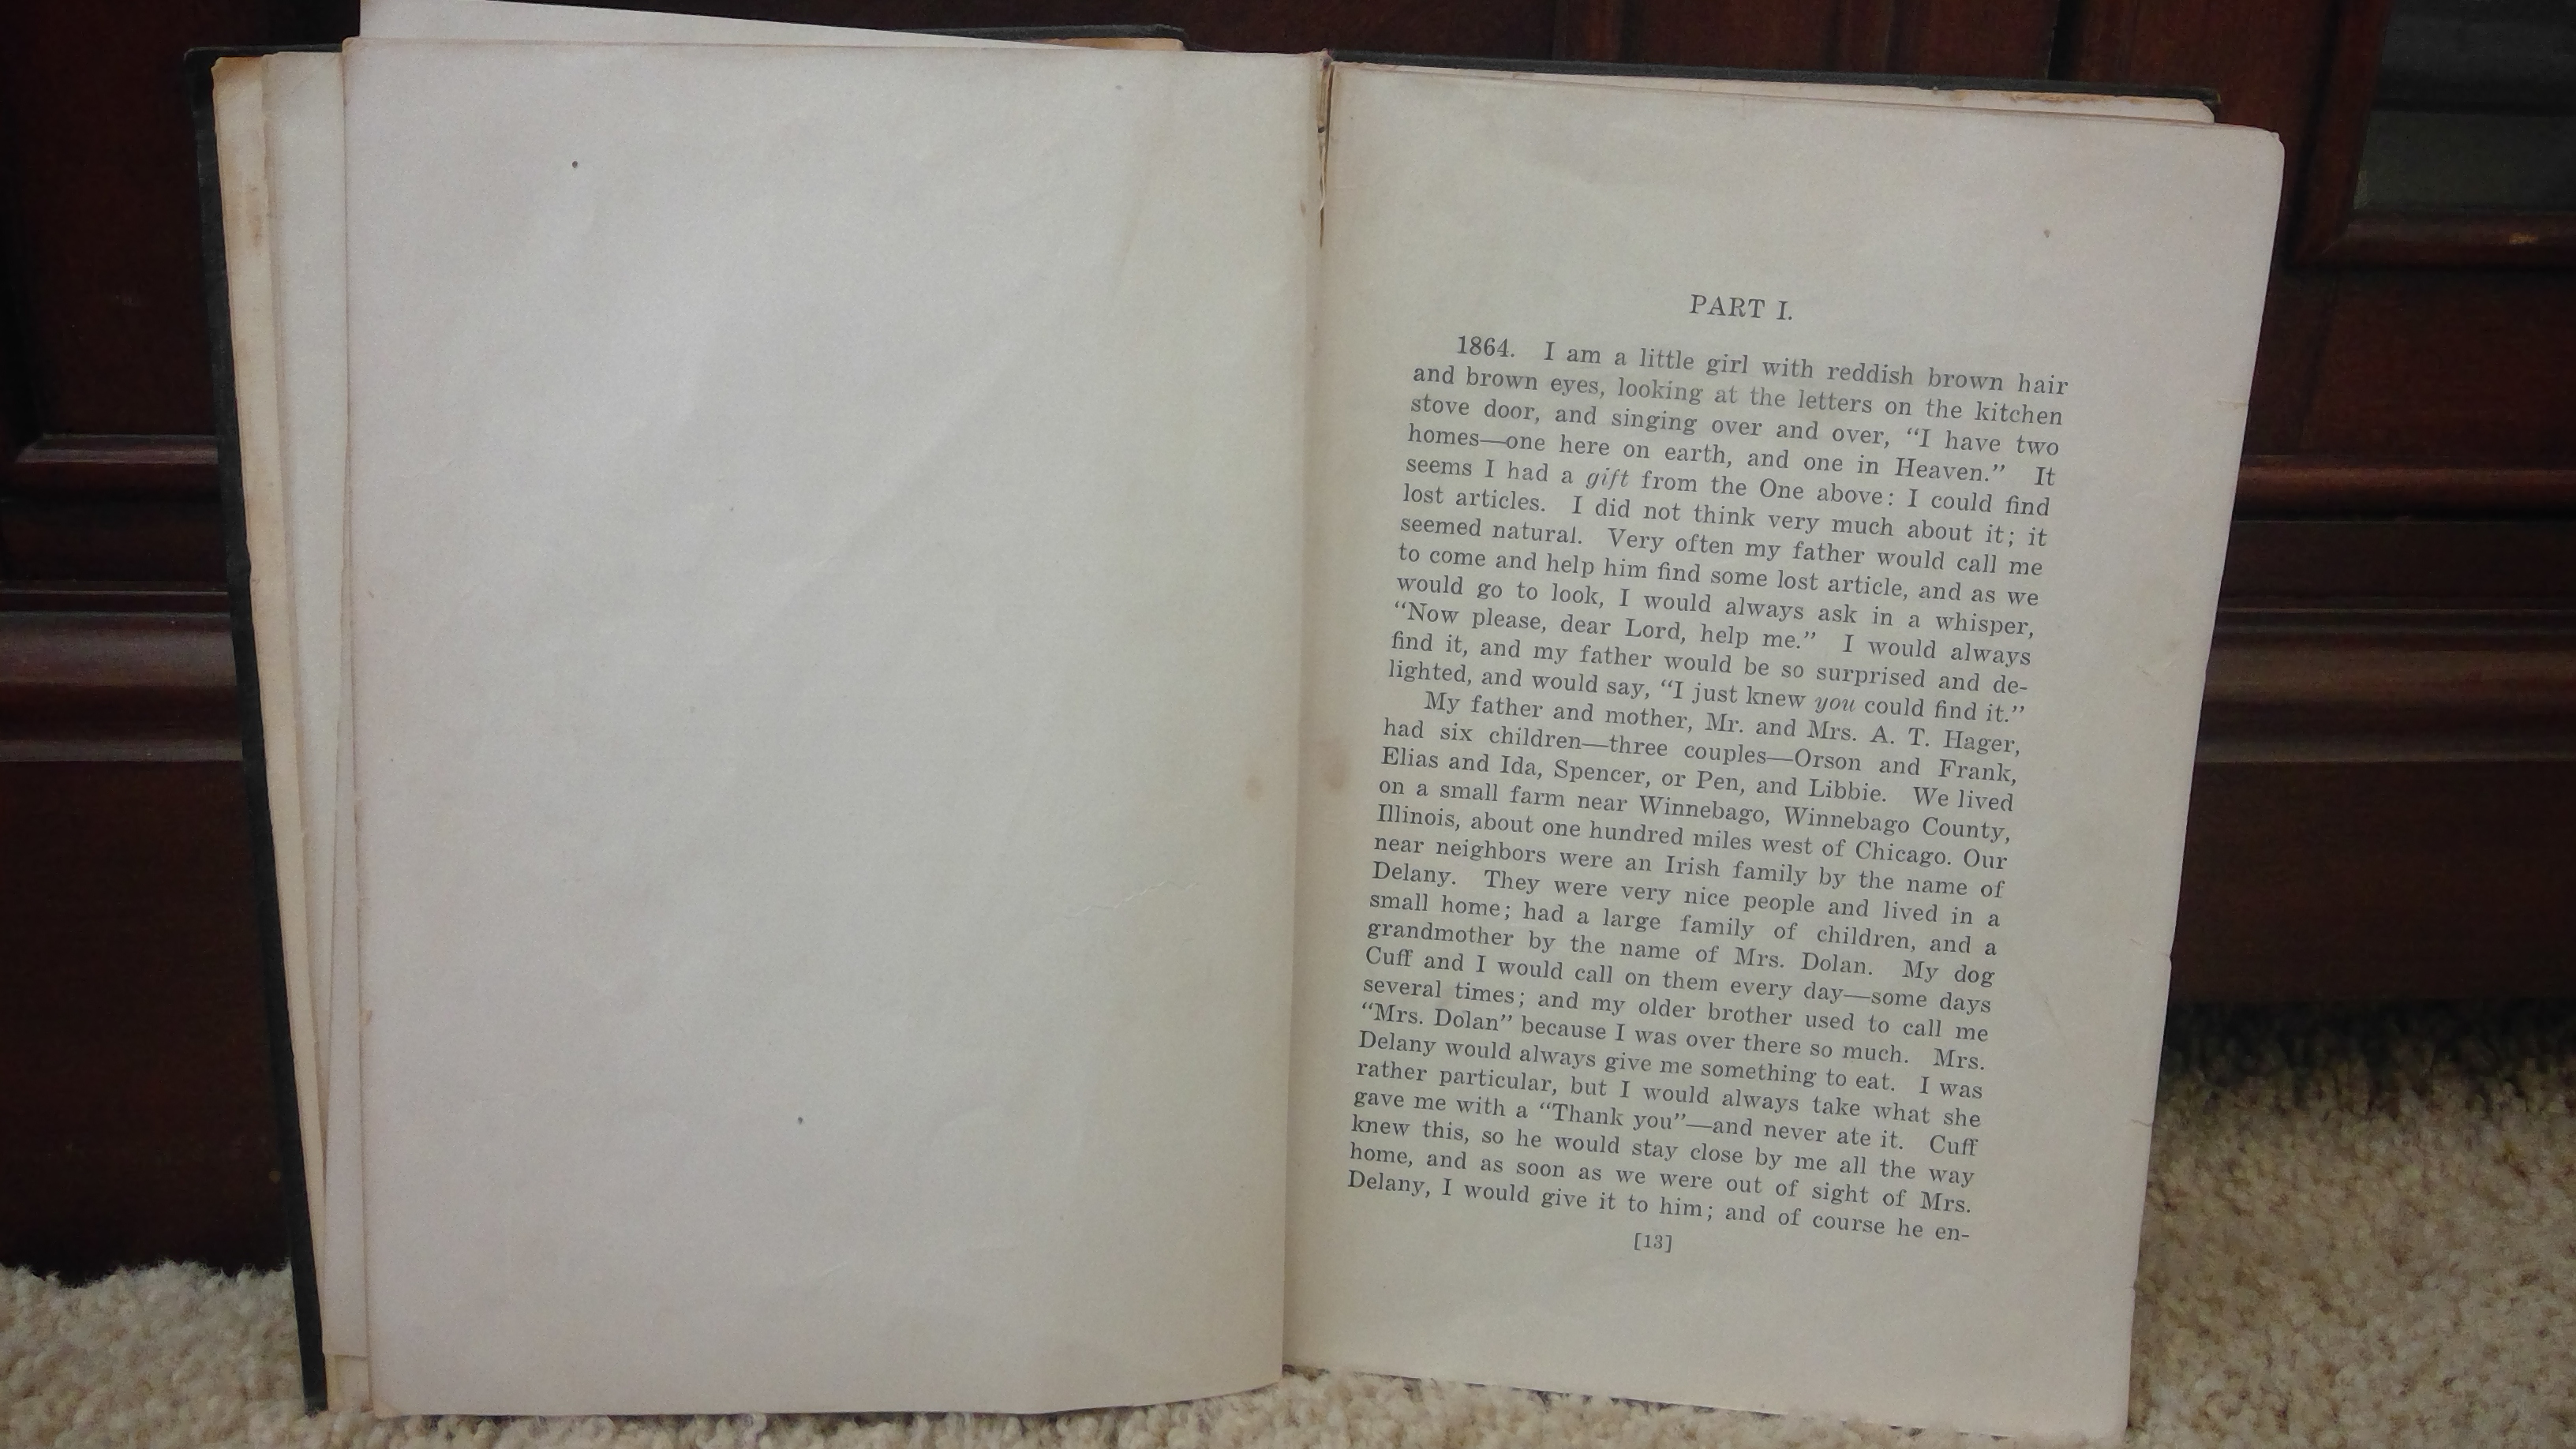 PART I.
1864. I am a little girl with reddish brown hair
and brown eyes, looking at the letters on the kitchen
stove door, and singing over and over, “I have two
homes—one here on earth, and one in Heaven.” It
seems I had a gift from the One above: I could find
lost articles. I did not think very much about it; it
seemed natural. Very often my father would call me
to come and help him find some lost article, and as we
would go to look, I would always ask in a whisper,
“Now please, dear Lord, help me.” I would always
find it, and my father would be so surprised and de-
lighted, and would say, “I just knew you could find it.”
My father and mother, Mr. and Mrs. A. T. Hager,
had six children—three couples—Orson and Frank,
Elias and Ida, Spencer, or Pen, and Libbie. We lived
on a small farm near Winnebago, Winnebago County,
Illinois, about one hundred miles west of Chicago. Our
near neighbors were an Irish family by the name of
Delany. They were very nice people and lived in a
small home; had a large family of children, and a
grandmother by the name of Mrs. Dolan. My dog
Cuff and I would call on them every day—some days
several times; and my older brother used to call me
“Mrs. Dolan” because I was over there so much. Mrs.
Delany would always give me something to eat. I was
rather particular, but I would always take what she
gave me with a “Thank you”—and never ate it. Cuff
knew this, so he would stay close by me all the way
home, and as soon as we were out of sight of Mrs.
Delany, I would give it to him; and of course he en-
[13]